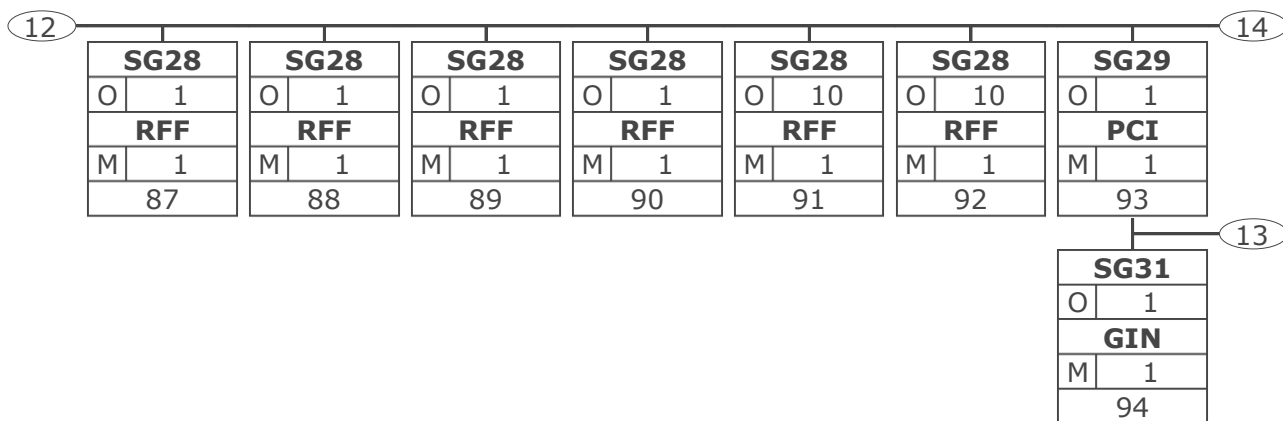 12 14
SG28 SG28 SG28 SG28 SG28 SG28 SG29
O 1 O 1 O 1 O 1 O 10 O 10 O 1
RFF RFF RFF RFF RFF RFF PCI
M 1 M 1 M 1 M 1 M 1 M 1 M 1
87 88 89 90 91 92 93
13
SG31
O 1
GIN
M 1
94